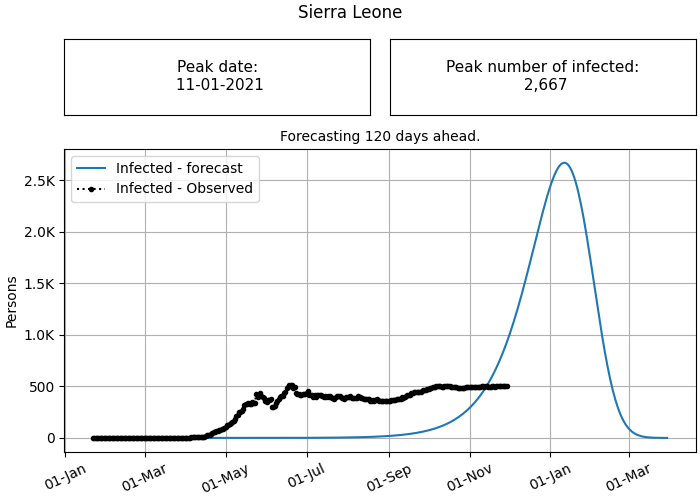 Sierra Leone
Peak date:
11-01-2021
Peak number of infected:
2,667
Forecasting 120 days ahead.
Infected - forecast
Infected - Observed
2.5K
2.0K
1.5K
1.0K
500
0
Persons
01-Jan
01-Mar
01-May
01-Jul
01-Sep
01-Nov
01-Jan
01-Mar